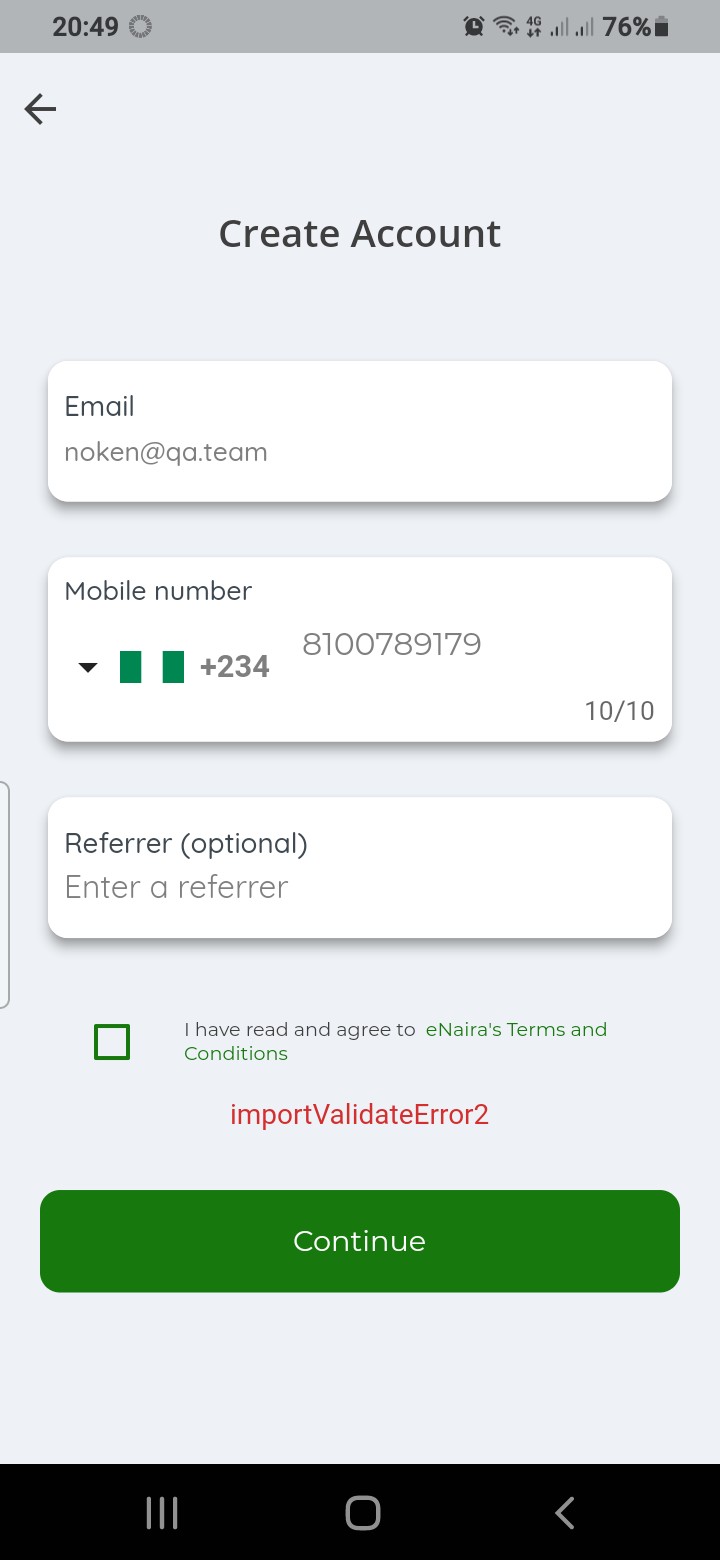 20:49 4G 76%
Create Account
Email
noken@qa.team
Mobile number
+234 8100789179
10/10
Referrer (optional)
Enter a referrer
I have read and agree to eNaira's Terms and
Conditions
importValidateError2
Continue